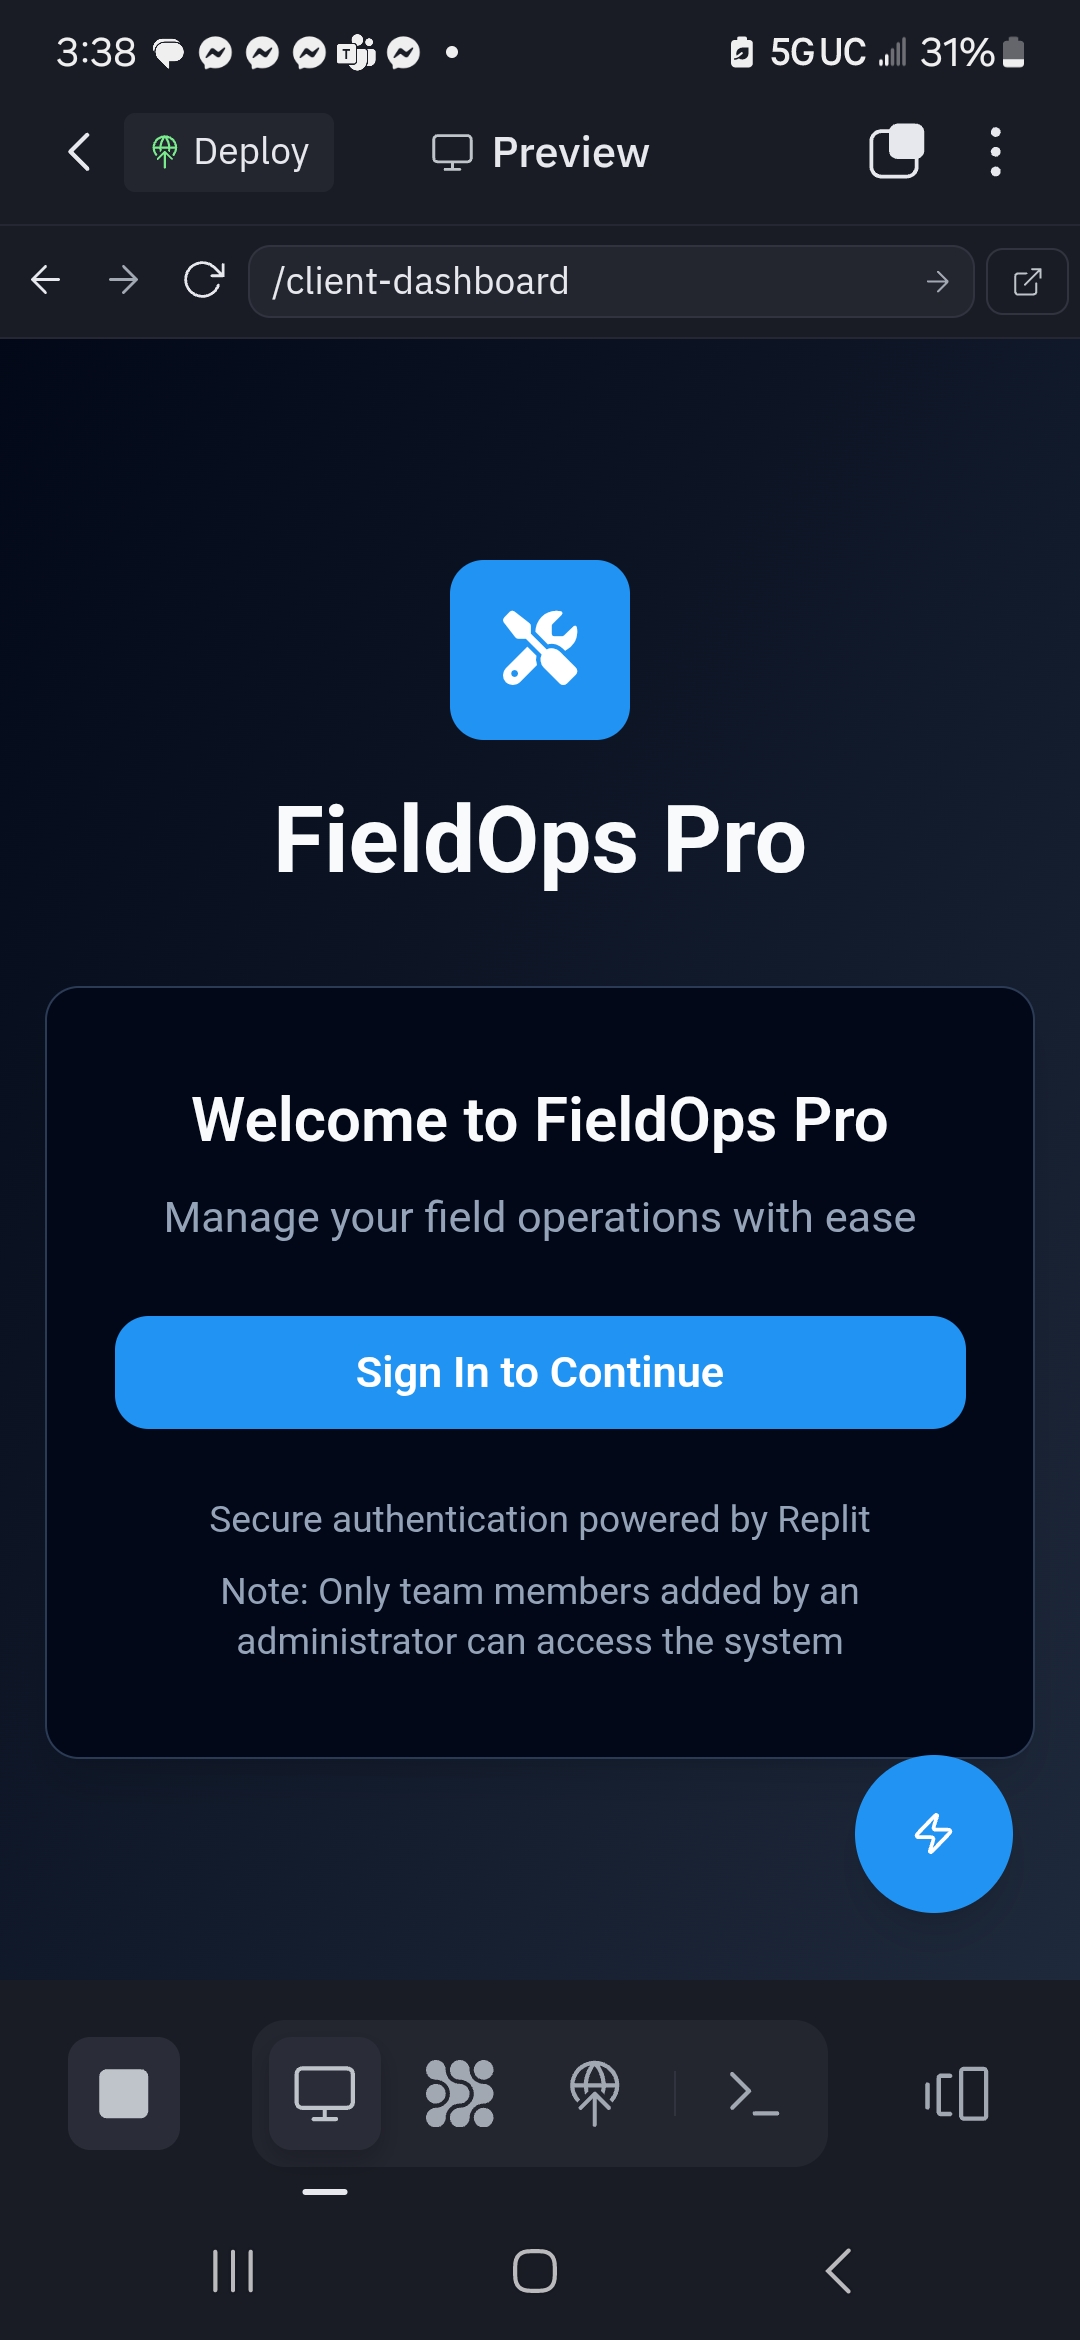 3:38
T
5G UC
31%
Deploy
Preview
/client-dashboard
FieldOps Pro
Welcome to FieldOps Pro
Manage your field operations with ease
Sign In to Continue
Secure authentication powered by Replit
Note: Only team members added by an
administrator can access the system